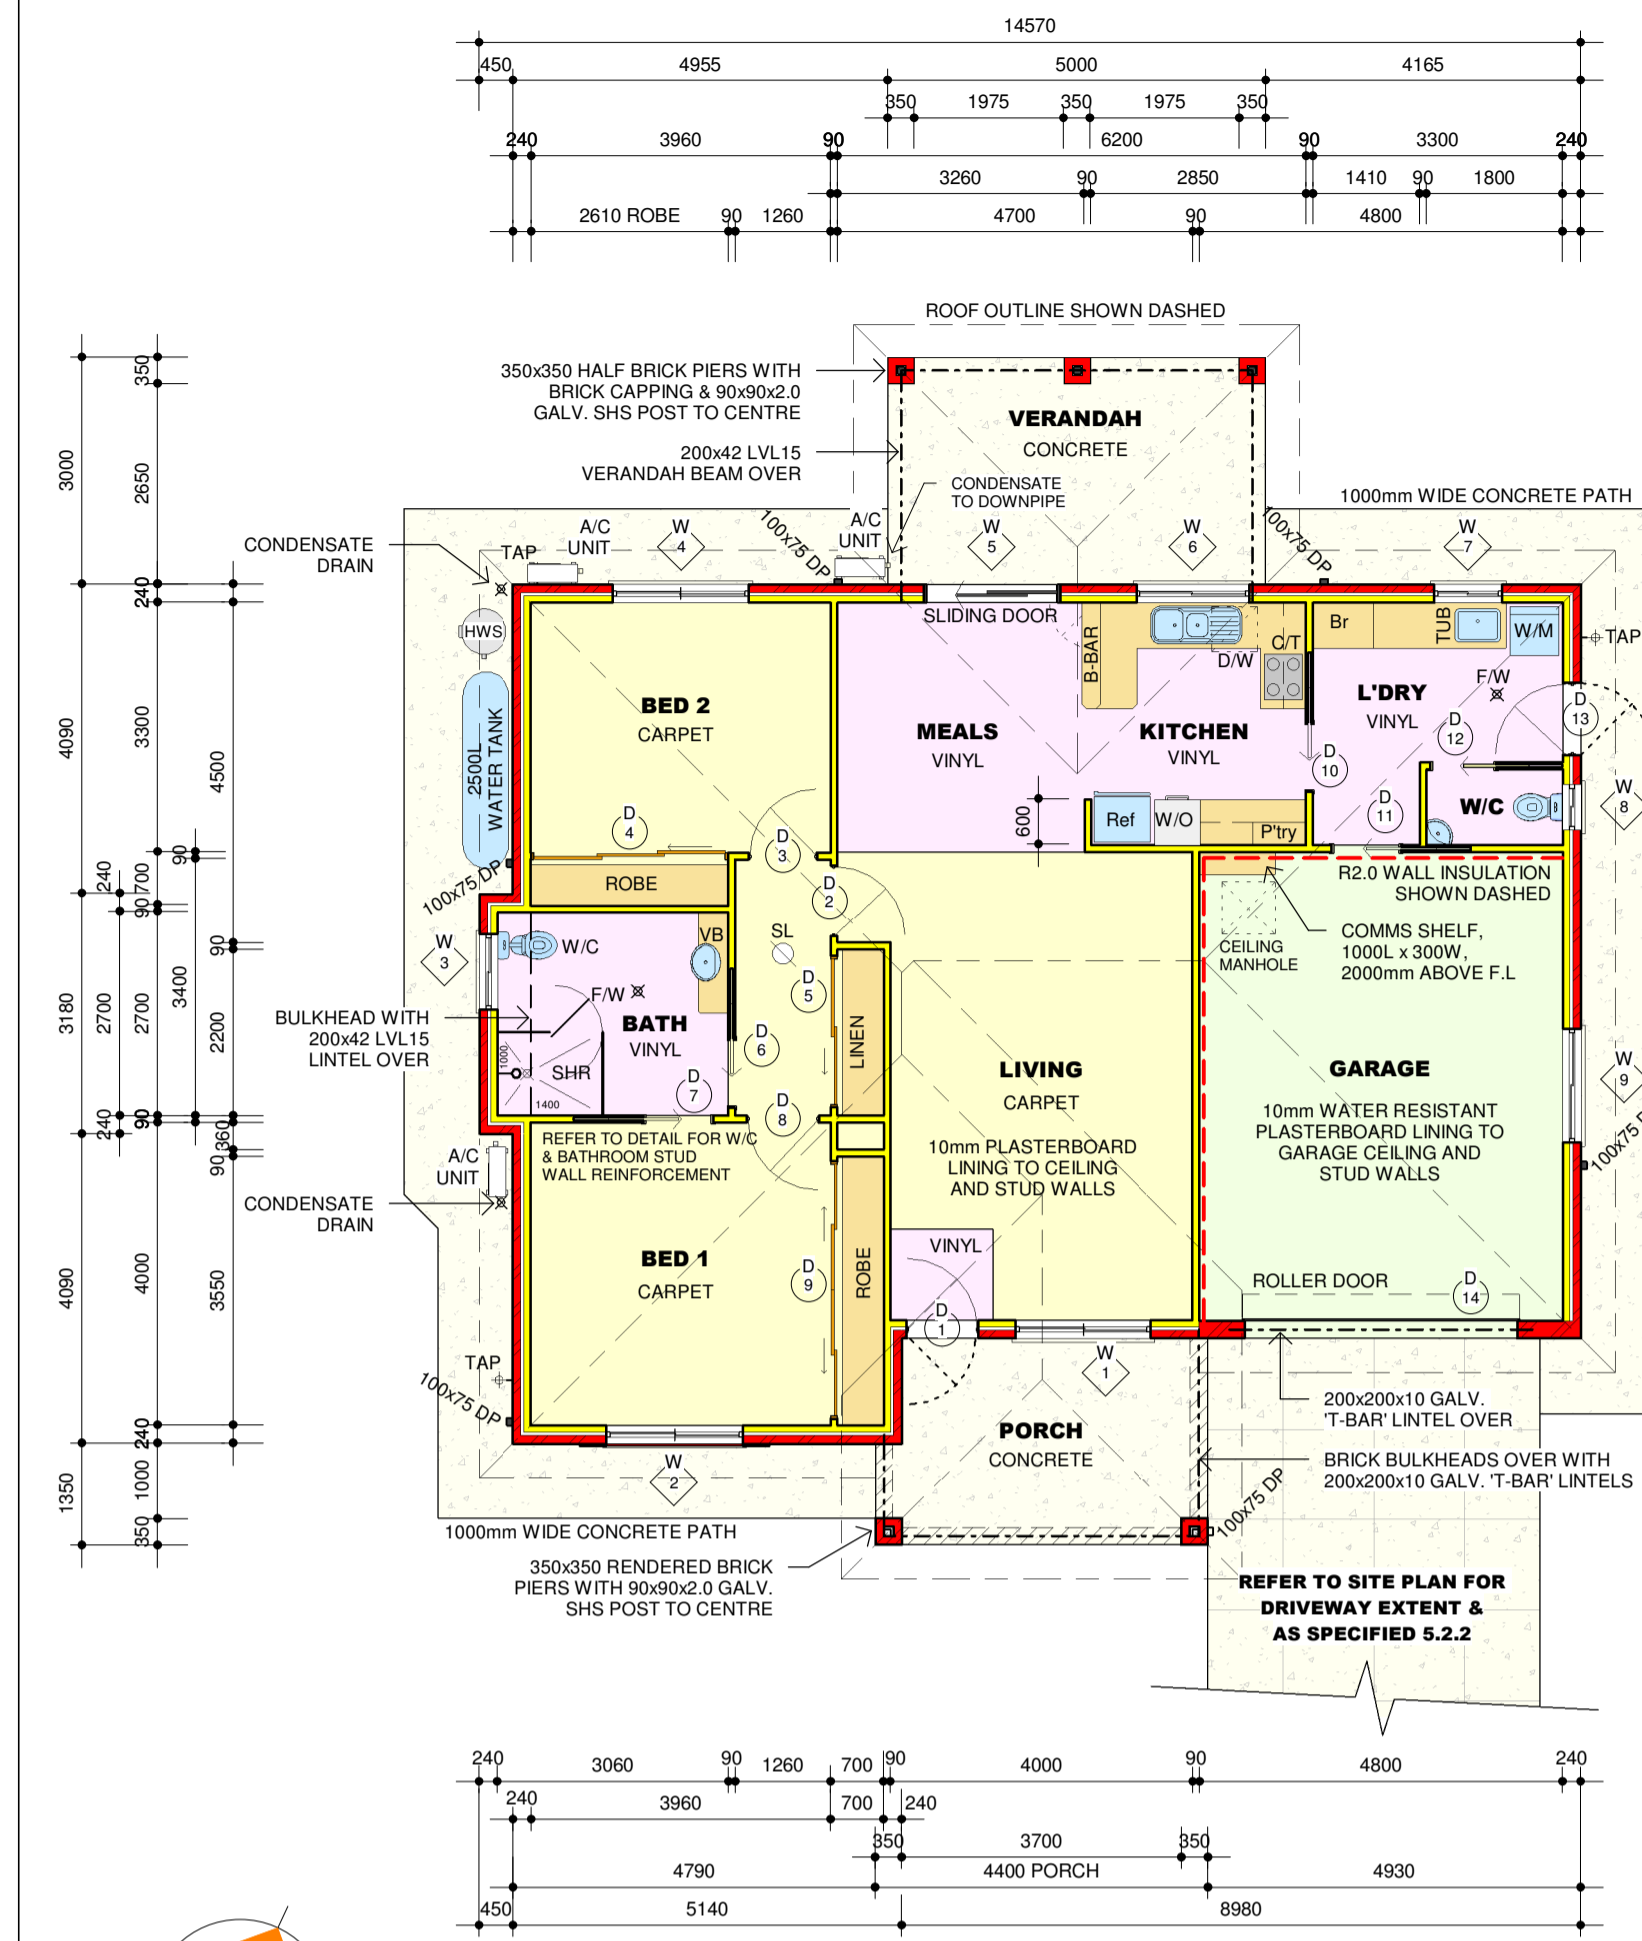 14570
450 4955 5000 4165
350 1975 350 1975 350
240 3960 90 6200 90 3300 240
3260 90 2850 1410 90 1800
2610 ROBE 90 1260 4700 90 4800
ROOF OUTLINE SHOWN DASHED
350x350 HALF BRICK PIERS WITH
BRICK CAPPING & 90x90x2.0
GALV. SHS POST TO CENTRE
VERANDAH
CONCRETE
200x42 LVL15
VERANDAH BEAM OVER
CONDENSATE
TO DOWNPIPE
1000mm WIDE CONCRETE PATH
CONDENSATE
DRAIN
TAP
A/C
UNIT
W
4
100x75 DP
A/C
UNIT
W
5
W
6
100x75 DP
W
7
HWS
2500L
WATER TANK
100x75 DP
SLIDING DOOR
B-BAR
D/W
C/T
Br
TUB
W/M
TAP
F/W
BED 2
CARPET
MEALS
VINYL
KITCHEN
VINYL
L'DRY
VINYL
D
13
D
12
D
10
D
11
W/C
W
8
D
4
D
3
600
Ref
W/O
P'try
ROBE
D
2
R2.0 WALL INSULATION
SHOWN DASHED
COMMS SHELF,
1000L x 300W,
2000mm ABOVE F.L
CEILING
MANHOLE
W
3
W/C
VB
SL
F/W
D
5
BATH
VINYL
BULKHEAD WITH
200x42 LVL15
LINTEL OVER
LINEN
D
6
1000
SHR
1400
D
7
D
8
LIVING
CARPET
10mm PLASTERBOARD
LINING TO CEILING
AND STUD WALLS
GARAGE
10mm WATER RESISTANT
PLASTERBOARD LINING TO
GARAGE CEILING AND
STUD WALLS
W
9
100x75 D
REFER TO DETAIL FOR W/C
& BATHROOM STUD
WALL REINFORCEMENT
A/C
UNIT
CONDENSATE
DRAIN
BED 1
CARPET
D
9
ROBE
VINYL
D
1
ROLLER DOOR
D
14
TAP
100x75 DP
W
1
PORCH
CONCRETE
200x200x10 GALV.
'T-BAR' LINTEL OVER
BRICK BULKHEADS OVER WITH
200x200x10 GALV. 'T-BAR' LINTELS
W
2
100x75 DP
1000mm WIDE CONCRETE PATH
350x350 RENDERED BRICK
PIERS WITH 90x90x2.0 GALV.
SHS POST TO CENTRE
REFER TO SITE PLAN FOR
DRIVEWAY EXTENT &
AS SPECIFIED 5.2.2
3000 4090 3180 4090 1350
240 2700 240
350 2650 240 3300 700 90 2700 90 4000 240 1000 350
90 3400
4500 90 2200 360 90 3550
240 3060 90 1260 700 90 4000 90 4800 240
240 3960 700 240
350 3700 350
4790 4400 PORCH 4930
450 5140 8980